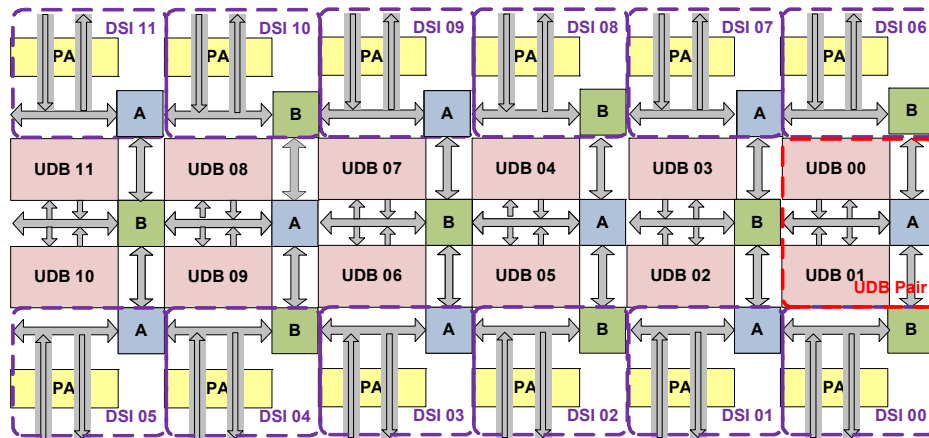 DSI 11 DSI 10 DSI 09 DSI 08 DSI 07 DSI 06
PA PA PA PA PA PA
A B A B A B
UDB 11 UDB 08 UDB 07 UDB 04 UDB 03 UDB 00
B A B A B A
UDB 10 UDB 09 UDB 06 UDB 05 UDB 02 UDB 01
UDB Pair
A B A B A B
PA PA PA PA PA PA
DSI 05 DSI 04 DSI 03 DSI 02 DSI 01 DSI 00